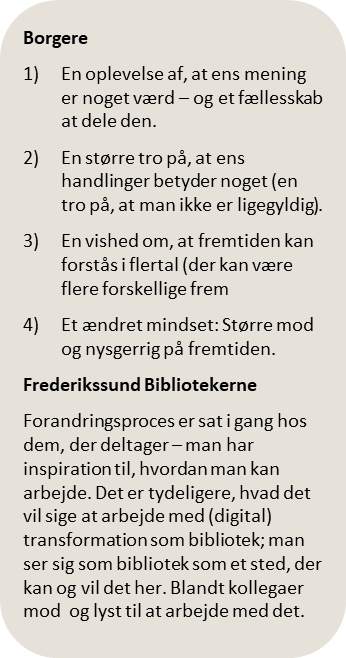 Borgere
1) En oplevelse af, at ens mening
er noget værd – og et fællesskab
at dele den.
2) En større tro på, at ens
handlinger betyder noget (en
tro på, at man ikke er ligegyldig).
3) En vished om, at fremtiden kan
forstås i flertal (der kan være
flere forskellige frem
4) Et ændret mindset: Større mod
og nysgerrig på fremtiden.
Frederikssund Bibliotekerne
Forandringsproces er sat i gang hos
dem, der deltager – man har
inspiration til, hvordan man kan
arbejde. Det er tydeligere, hvad det
vil sige at arbejde med (digital)
transformation som bibliotek; man
ser sig som bibliotek som et sted, der
kan og vil det her. Blandt kollegaer
mod og lyst til at arbejde med det.